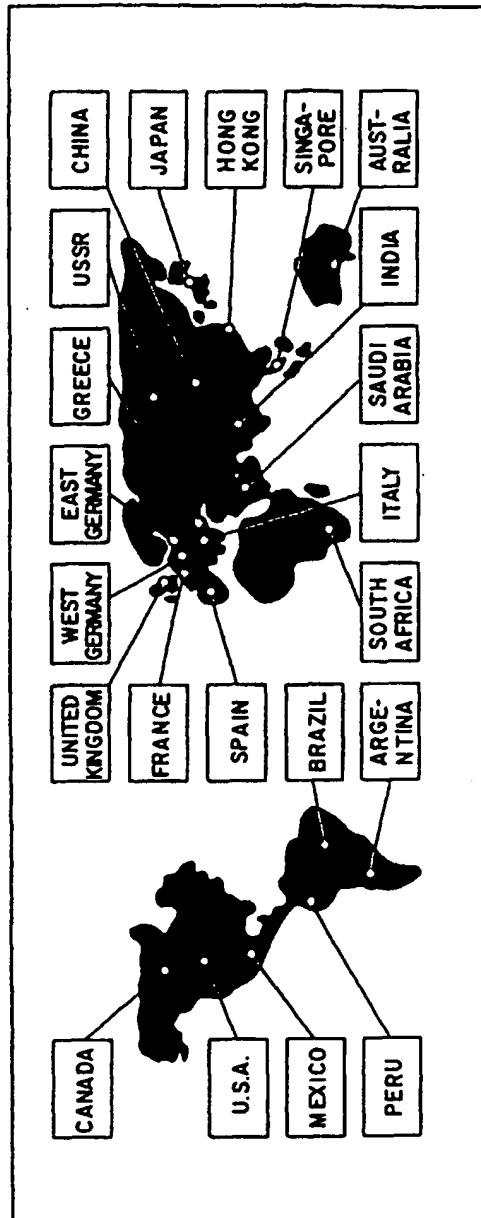 CANADA
U.S.A.
MEXICO
PERU
UNITED
KINGDOM
FRANCE
SPAIN
BRAZIL
ARGE-
NTINA
WEST
GERMANY
EAST
GERMANY
GREECE
USSR
CHINA
JAPAN
HONG
KONG
SINGA-
PORE
AUST-
RALIA
INDIA
SAUDI
ARABIA
ITALY
SOUTH
AFRICA